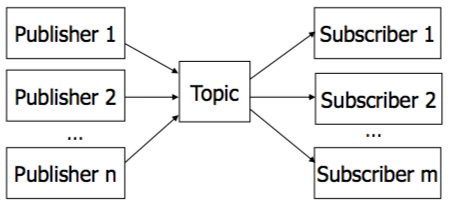 Publisher 1
Publisher 2
...
Publisher n
Topic
Subscriber 1
Subscriber 2
...
Subscriber m